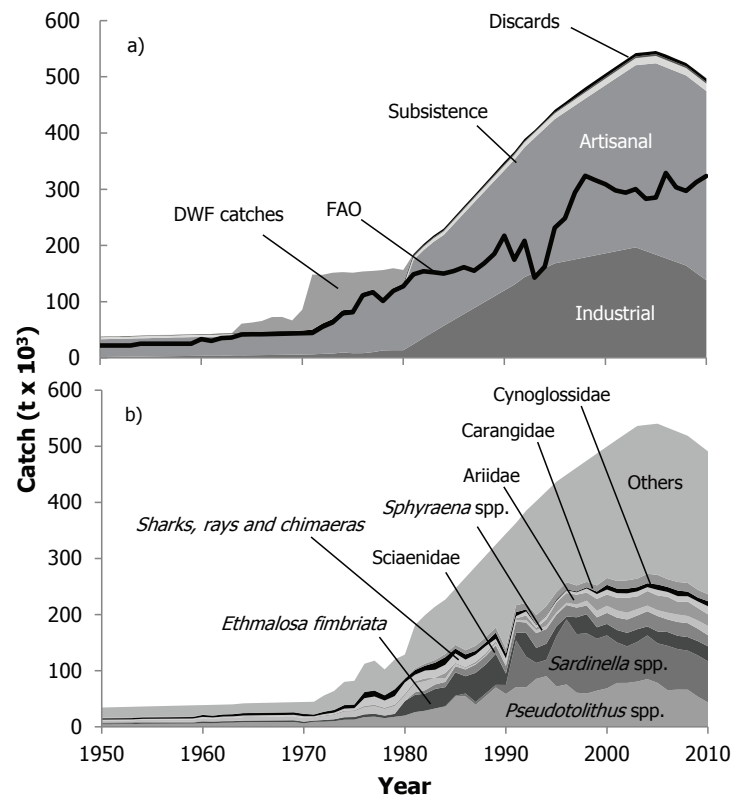 600
a)
Discards
500
Subsistence
400
Artisanal
300
DWF catches
FAO
200
100
Industrial
0
600
b)
Cynoglossidae
500
Carangidae
Others
Ariidae
400
Sphyraena spp.
Sharks, rays and chimaeras
300
Sciaenidae
200
Ethmalosa fimbriata
100
Sardinella spp.
Pseudotolithus spp.
0
Catch (t x 10³)
1950 1960 1970 1980 1990 2000 2010
Year